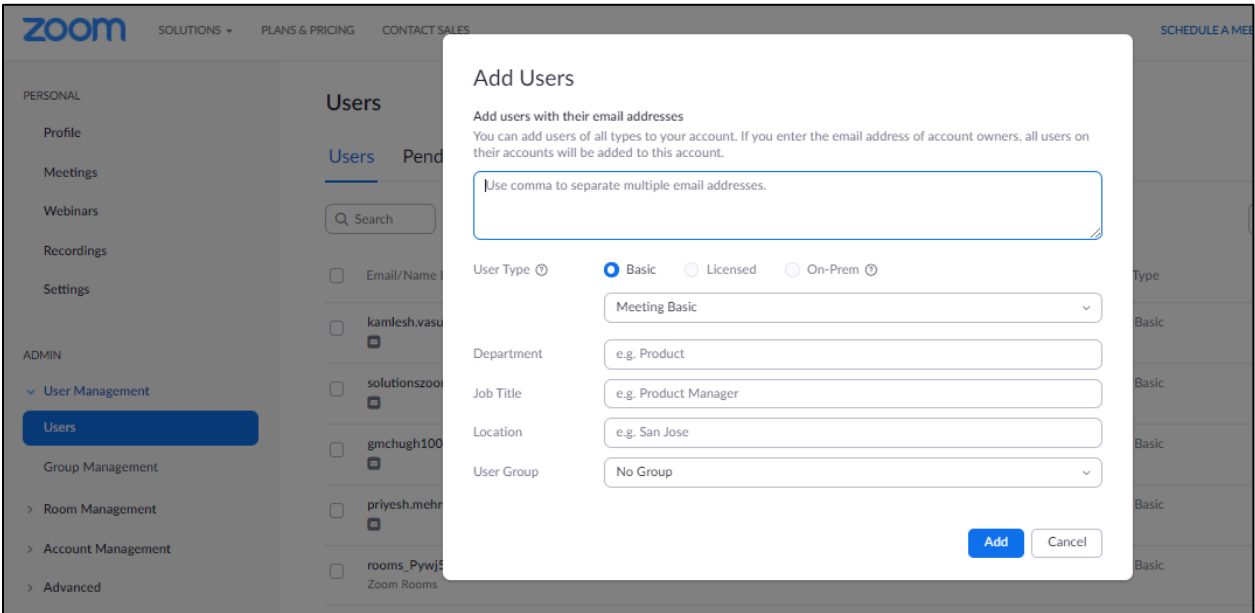 zoom
SOLUTIONS
PLANS & PRICING
CONTACT SALES
SCHEDULE A MEE
PERSONAL
Profile
Meetings
Webinars
Recordings
Settings
ADMIN
User Management
Users
Group Management
Room Management
Account Management
Advanced
Users
Users Pend
Search
Email/Name
Type
kamlesh.vasu
Basic
solutionszoo
Basic
gmchugh100
Basic
priyesh.mehr
Basic
rooms_Pywj5
Basic
Zoom Rooms
Add Users
Add users with their email addresses
You can add users of all types to your account. If you enter the email address of account owners, all users on
their accounts will be added to this account.
Use comma to separate multiple email addresses.
User Type Basic Licensed On-Prem
Meeting Basic
Department e.g. Product
Job Title e.g. Product Manager
Location e.g. San Jose
User Group No Group
Add Cancel